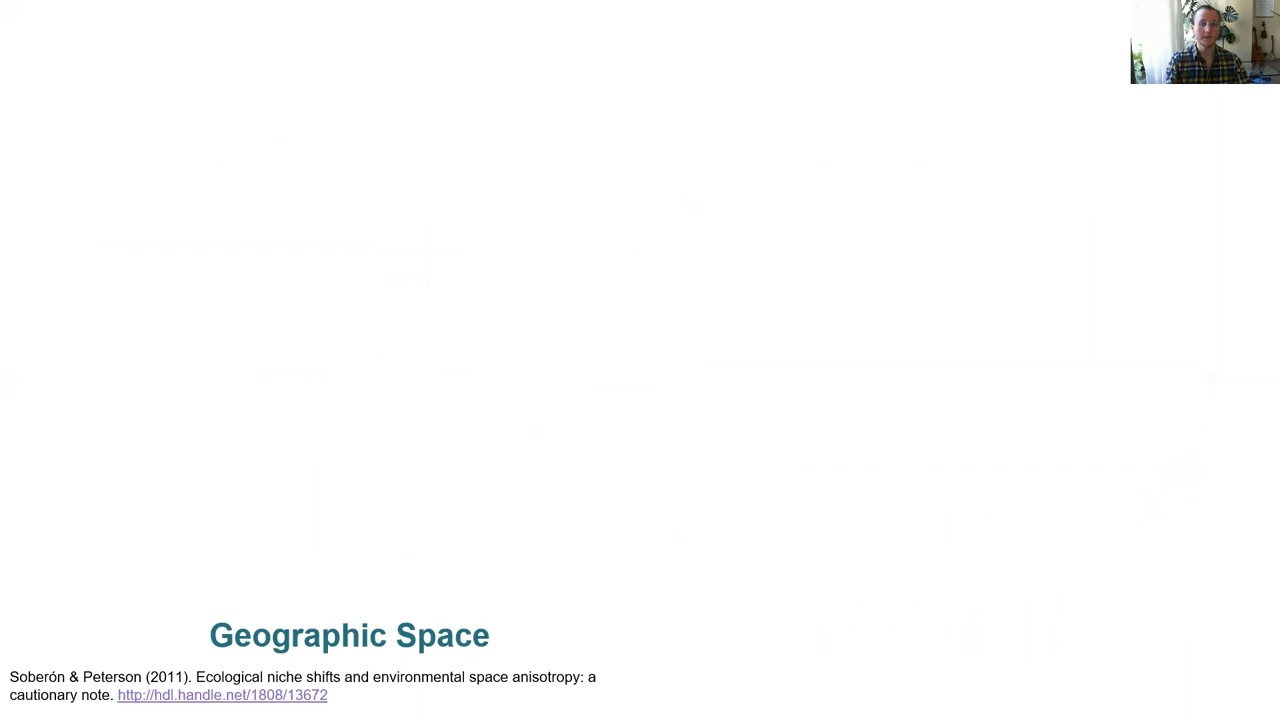 Geographic Space
Soberón & Peterson (2011). Ecological niche shifts and environmental space anisotropy: a
cautionary note. http://hdl.handle.net/1808/13672